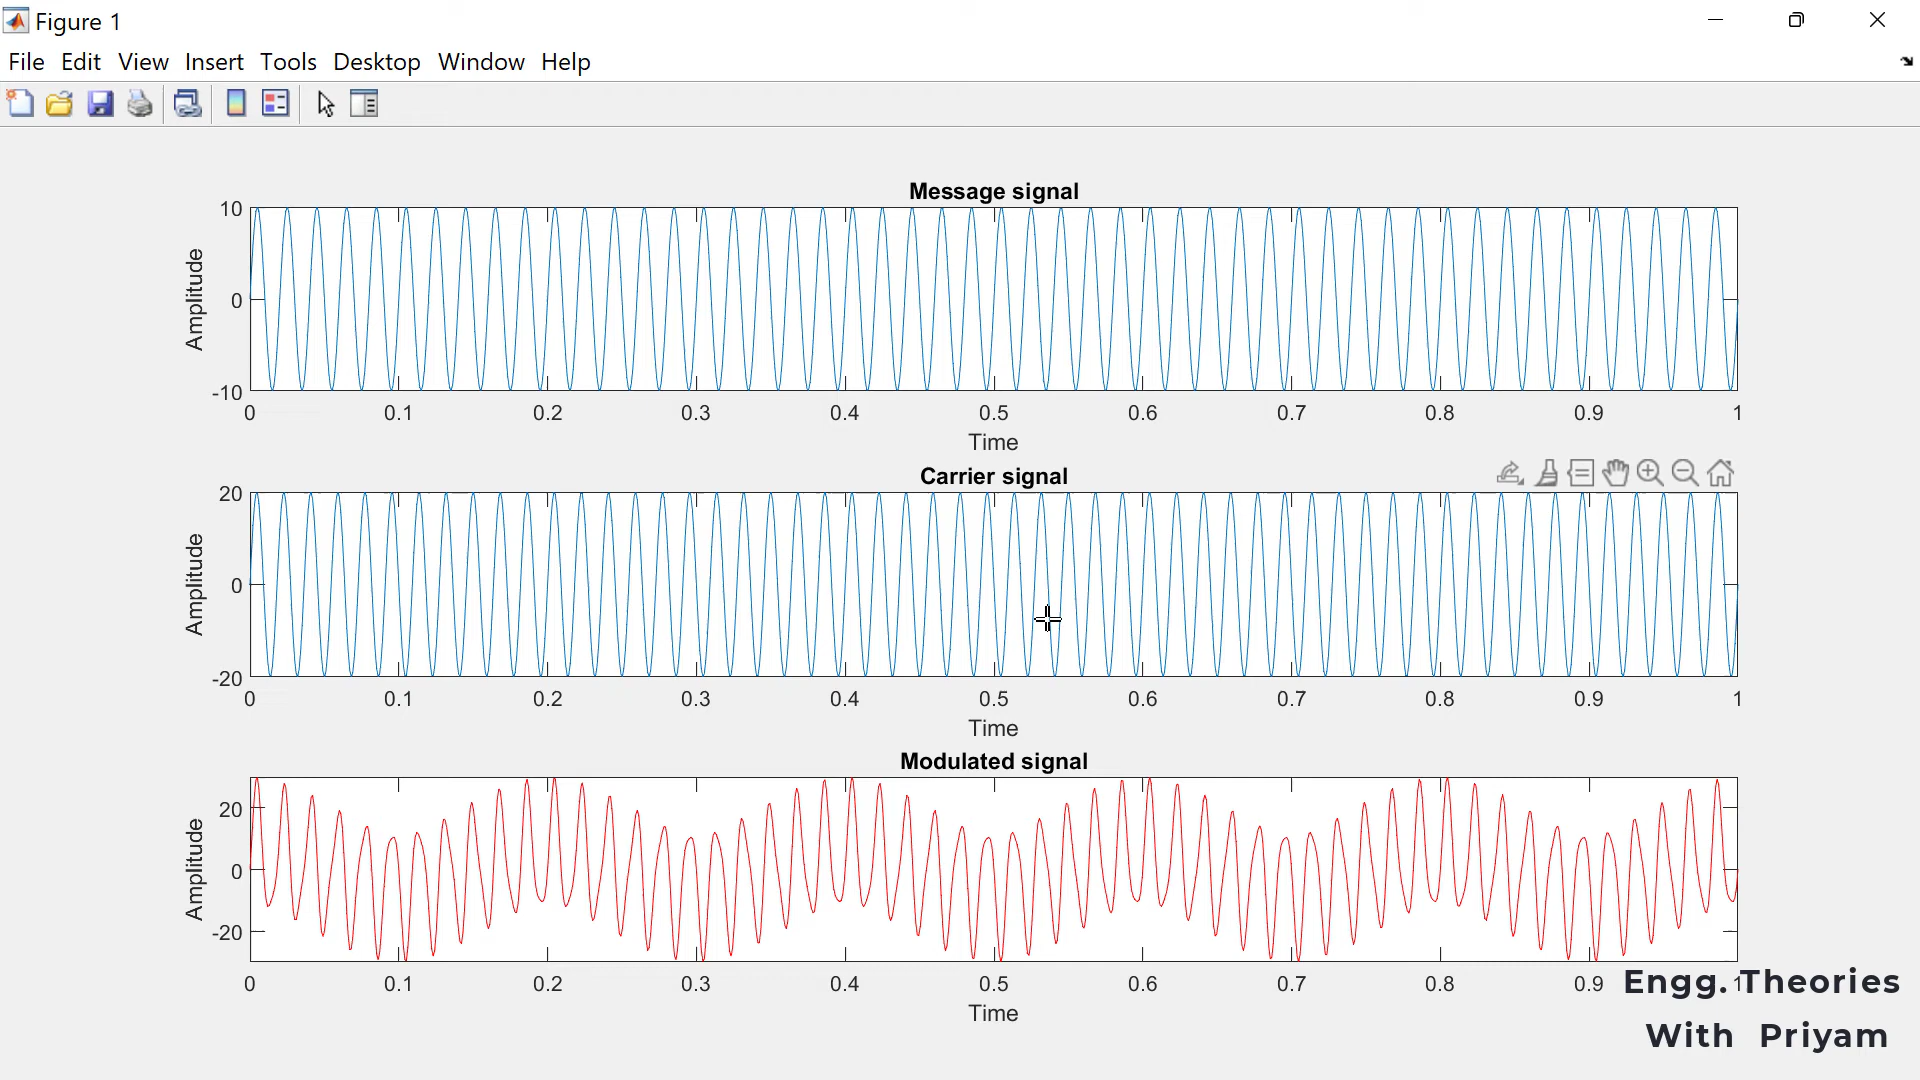 Figure 1
File Edit View Insert Tools Desktop Window Help
Message signal
10
0
-10
Amplitude
0 0.1 0.2 0.3 0.4 0.5 0.6 0.7 0.8 0.9 1
Time
Carrier signal
20
0
-20
Amplitude
0 0.1 0.2 0.3 0.4 0.5 0.6 0.7 0.8 0.9 1
Time
Modulated signal
20
0
-20
Amplitude
0 0.1 0.2 0.3 0.4 0.5 0.6 0.7 0.8 0.9 1
Time
Engg. Theories
With Priyam